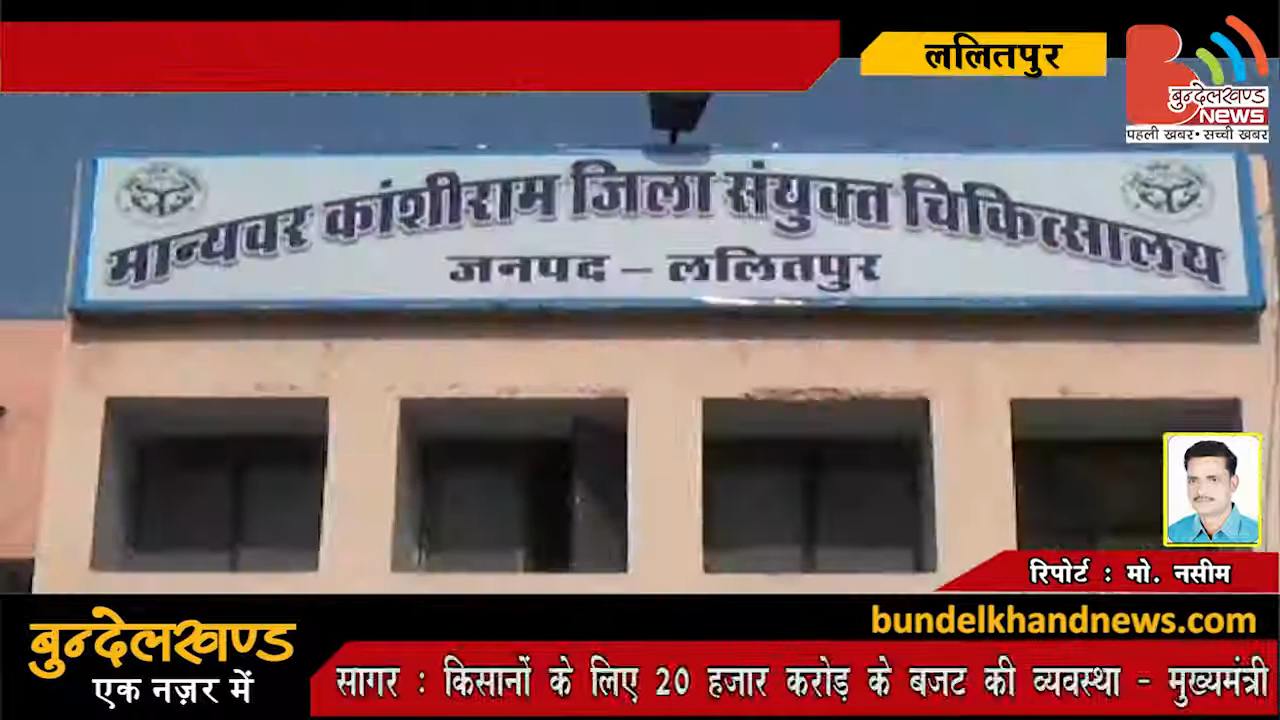 ललितपुर
बुन्देलखण्ड
NEWS
पहली खबर • सच्ची खबर
मान्यवर कांशीराम जिला संयुक्त चिकित्सालय
जनपद – ललितपुर
रिपोर्ट : मो. नसीम
bundelkhandnews.com
बुन्देलखण्ड
एक नज़र में
सागर : किसानों के लिए 20 हजार करोड़ के बजट की व्यवस्था - मुख्यमंत्री